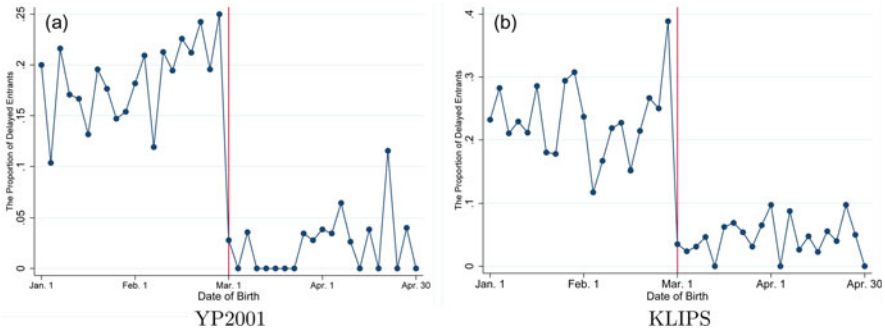 (a)
The Proportion of Delayed Entrants
.25
.2
.15
.1
.05
0
Jan. 1 Feb. 1 Mar. 1 Apr. 1 Apr. 30
Date of Birth
YP2001
(b)
The Proportion of Delayed Entrants
.4
.3
.2
.1
0
Jan. 1 Feb. 1 Mar. 1 Apr. 1 Apr. 30
Date of Birth
KLIPS